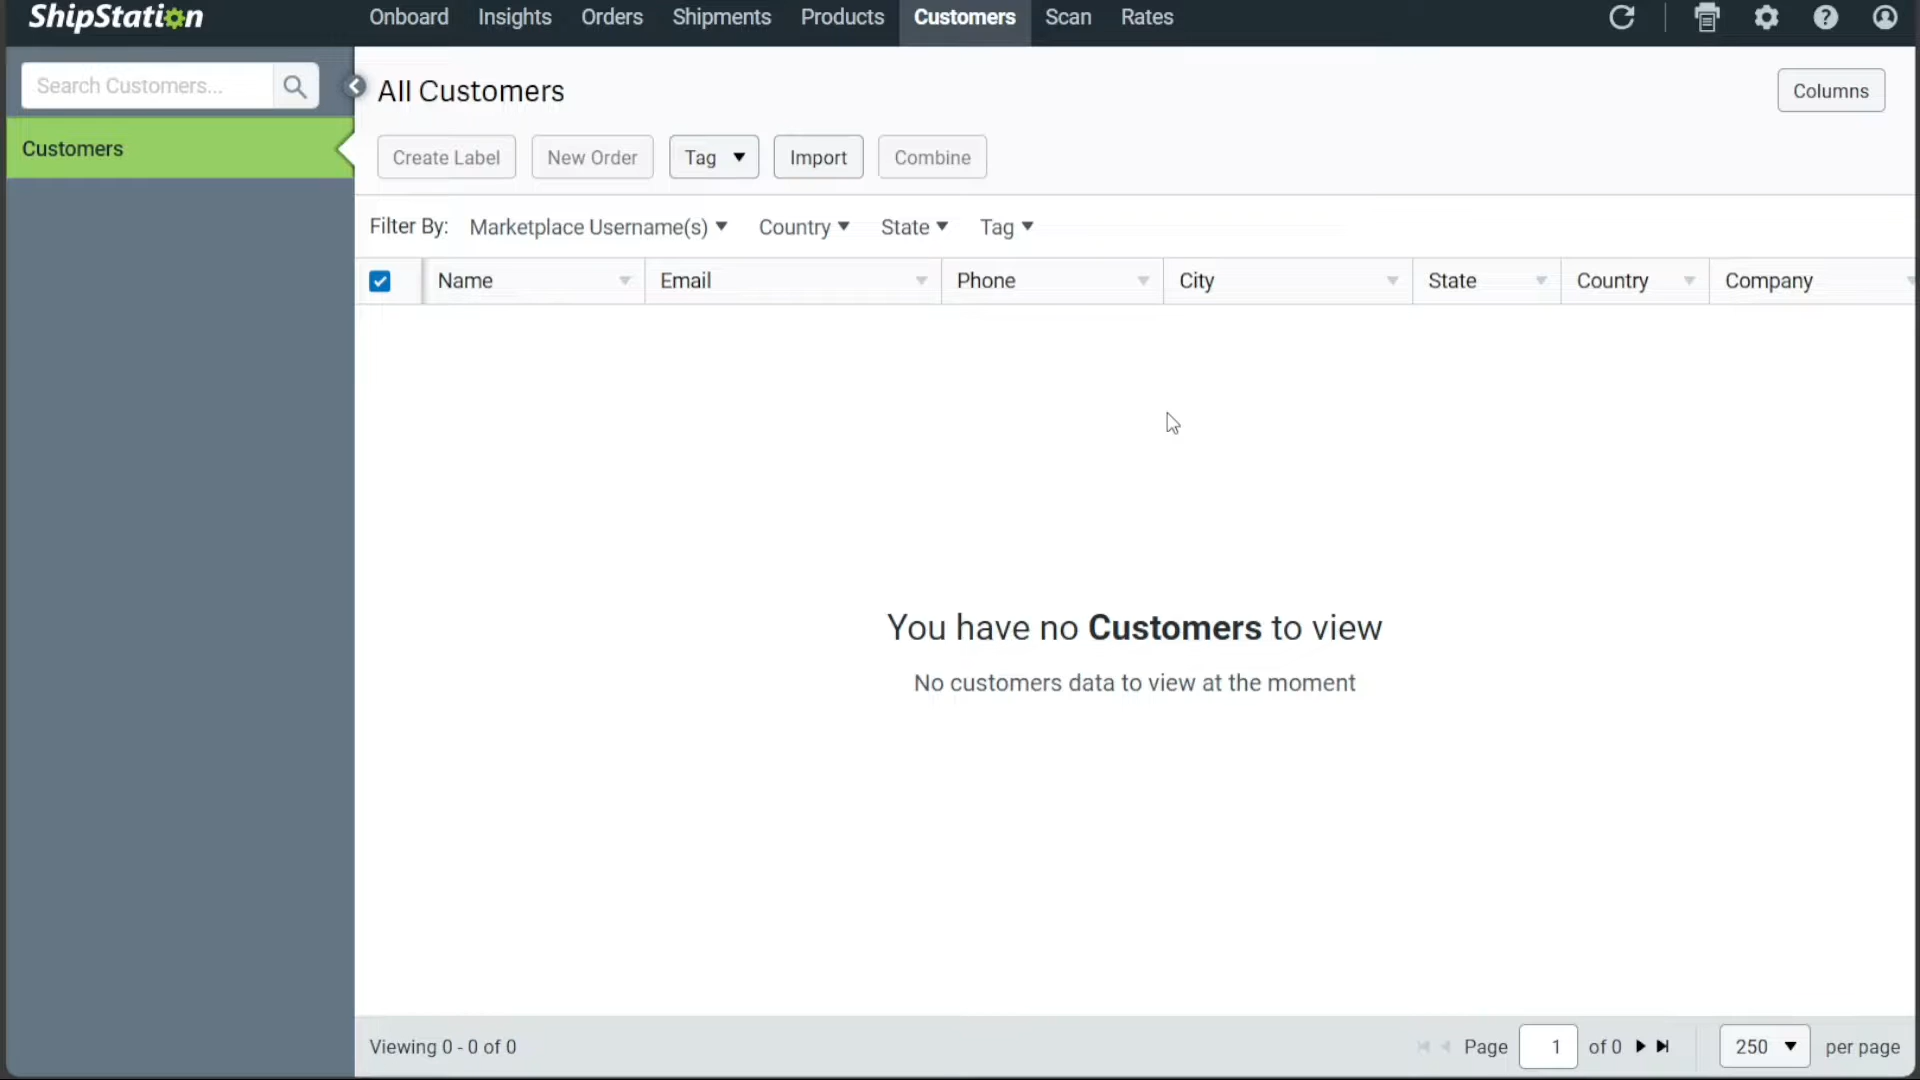 ShipStation
Onboard Insights Orders Shipments Products Customers Scan Rates
Search Customers...
All Customers
Columns
Customers
Create Label New Order Tag Import Combine
Filter By: Marketplace Username(s) Country State Tag
Name Email Phone City State Country Company
You have no Customers to view
No customers data to view at the moment
Viewing 0 - 0 of 0
Page 1 of 0 250 per page